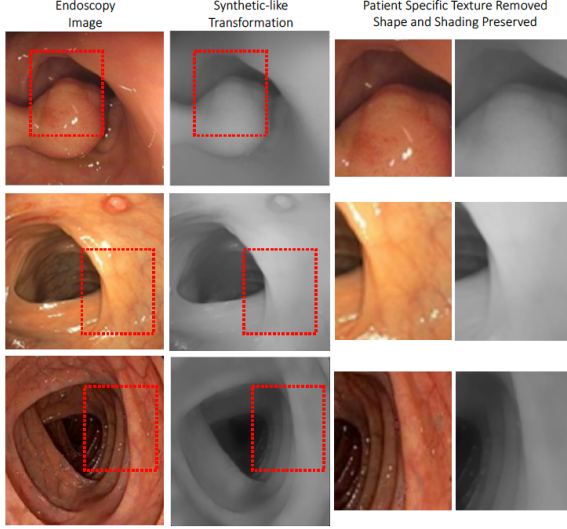 Endoscopy
Image
Synthetic-like
Transformation
Patient Specific Texture Removed
Shape and Shading Preserved